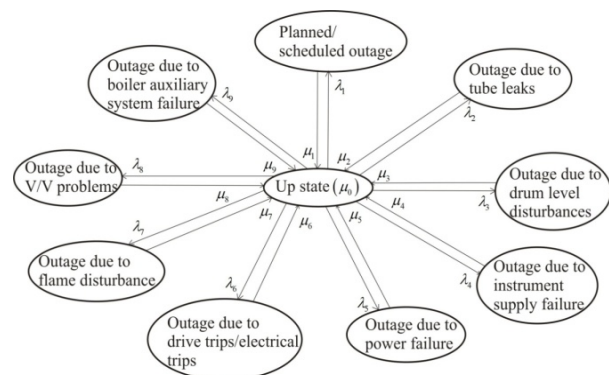 Planned/
scheduled outage
Outage due to
boiler auxiliary
system failure
Outage due to
tube leaks
λ₁
λ₉
λ₂
μ₁
μ₂
μ₉
μ₃
λ₈
Outage due to
V/V problems
Up state (μ₀)
Outage due to
drum level
disturbances
λ₃
μ₈
μ₄
μ₇
μ₆
μ₅
λ₇
Outage due to
flame disturbance
λ₄
Outage due to
instrument
supply failure
λ₆
λ₅
Outage due to
drive trips/electrical
trips
Outage due to
power failure